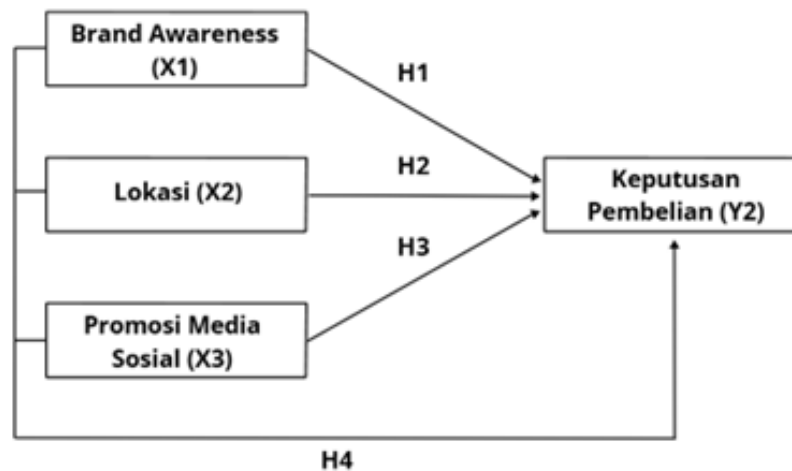 Brand Awareness
(X1)
H1
Lokasi (X2)
H2
Keputusan
Pembelian (Y2)
H3
Promosi Media
Sosial (X3)
H4